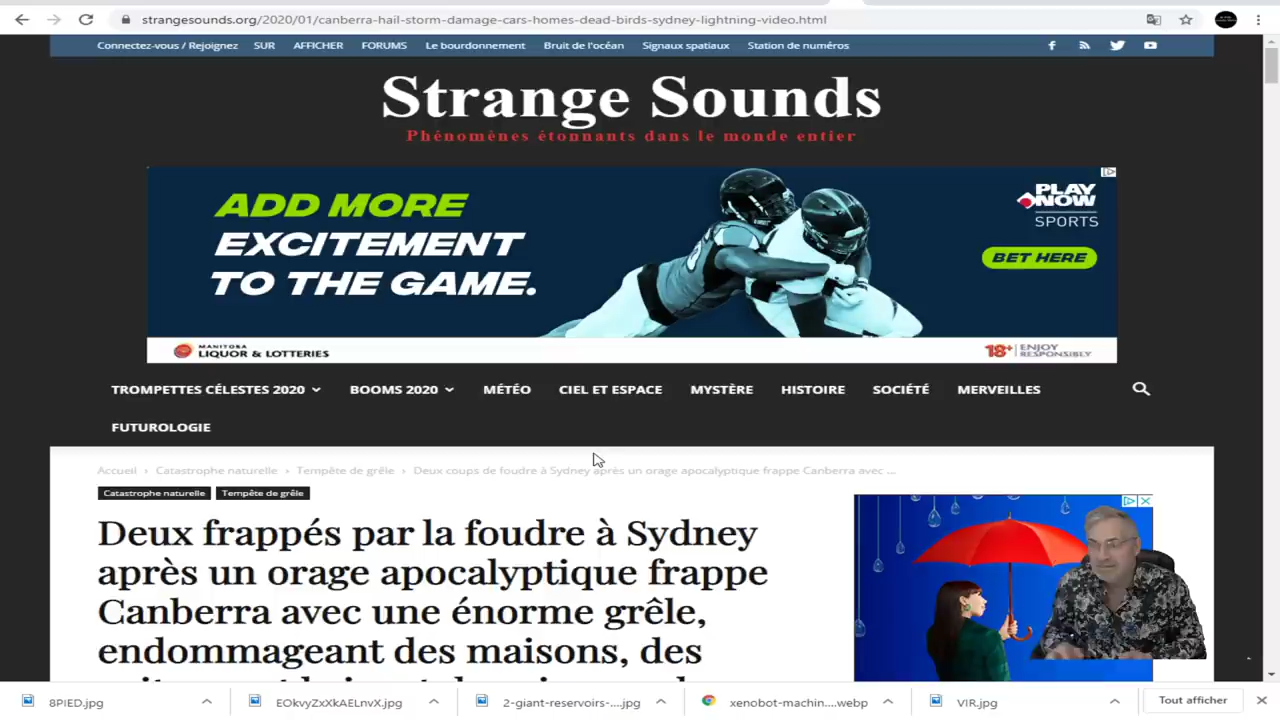 strangesounds.org/2020/01/canberra-hail-storm-damage-cars-homes-dead-birds-sydney-lightning-video.html
Connectez-vous / Rejoignez SUR AFFICHER FORUMS Le bourdonnement Bruit de l'océan Signaux spatiaux Station de numéros
Strange Sounds
Phénomènes étonnants dans le monde entier
ADD MORE
EXCITEMENT
TO THE GAME.
PLAY
NOW
SPORTS
BET HERE
MANITOBA
LIQUOR & LOTTERIES
18+ ENJOY
RESPONSIBLY
TROMPETTES CÉLESTES 2020 BOOMS 2020 MÉTÉO CIEL ET ESPACE MYSTÈRE HISTOIRE SOCIÉTÉ MERVEILLES
FUTUROLOGIE
Accueil › Catastrophe naturelle › Tempête de grêle › Deux coups de foudre à Sydney après un orage apocalyptique frappe Canberra avec ...
Catastrophe naturelle Tempête de grêle
Deux frappés par la foudre à Sydney
après un orage apocalyptique frappe
Canberra avec une énorme grêle,
endommageant des maisons, des
8PIED.jpg EOkvyZxXkAELnvX.jpg 2-giant-reservoirs-....jpg xenobot-machin....webp VIR.jpg Tout afficher